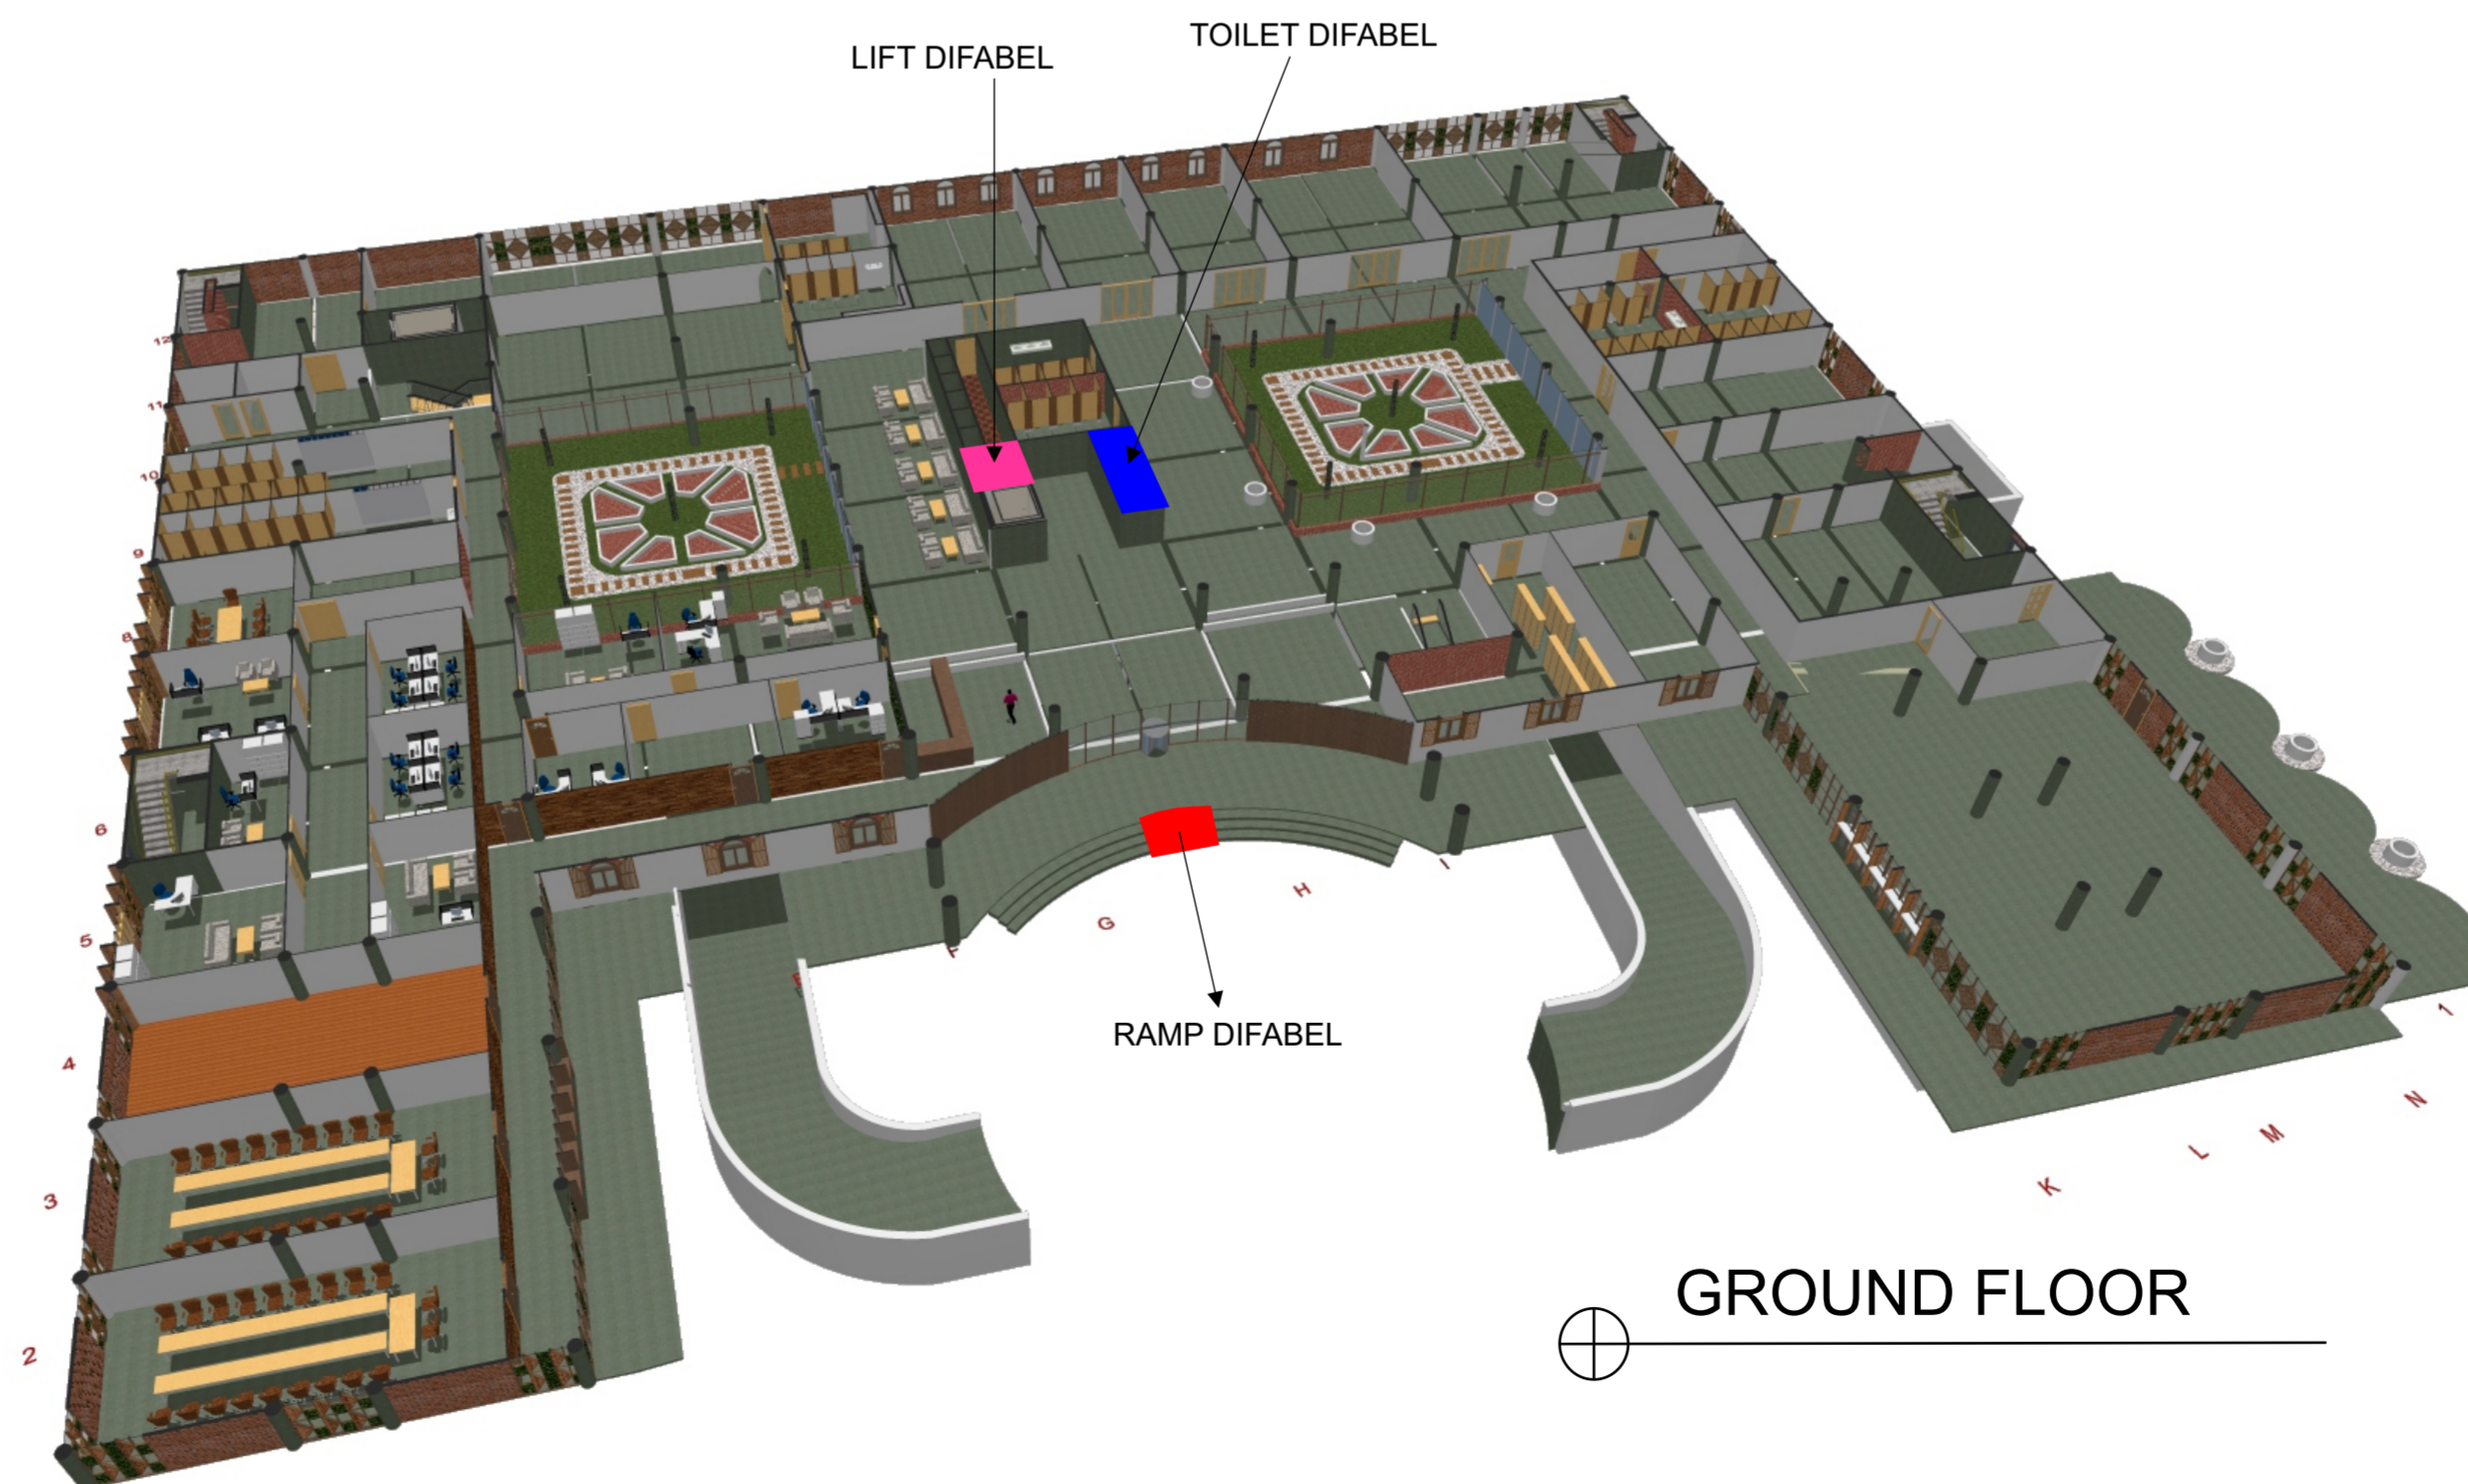 TOILET DIFABEL
LIFT DIFABEL
12
11
10
9
8
6
5
4
3
2
F
G
H
I
RAMP DIFABEL
K
L
M
N
1
GROUND FLOOR